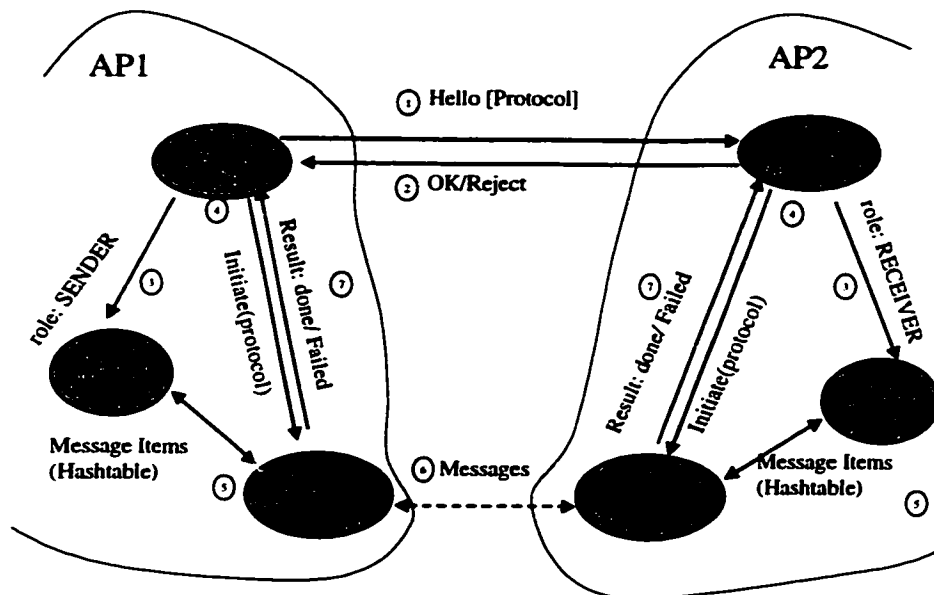 AP1
AP2
1 Hello [Protocol]
2 OK/Reject
4
4
role: SENDER
3
Initiate(protocol)
Result: done/ Failed
7
7
Result: done/ Failed
Initiate(protocol)
3
role: RECEIVER
Message Items
(Hashtable)
5
6 Messages
Message Items
(Hashtable)
5